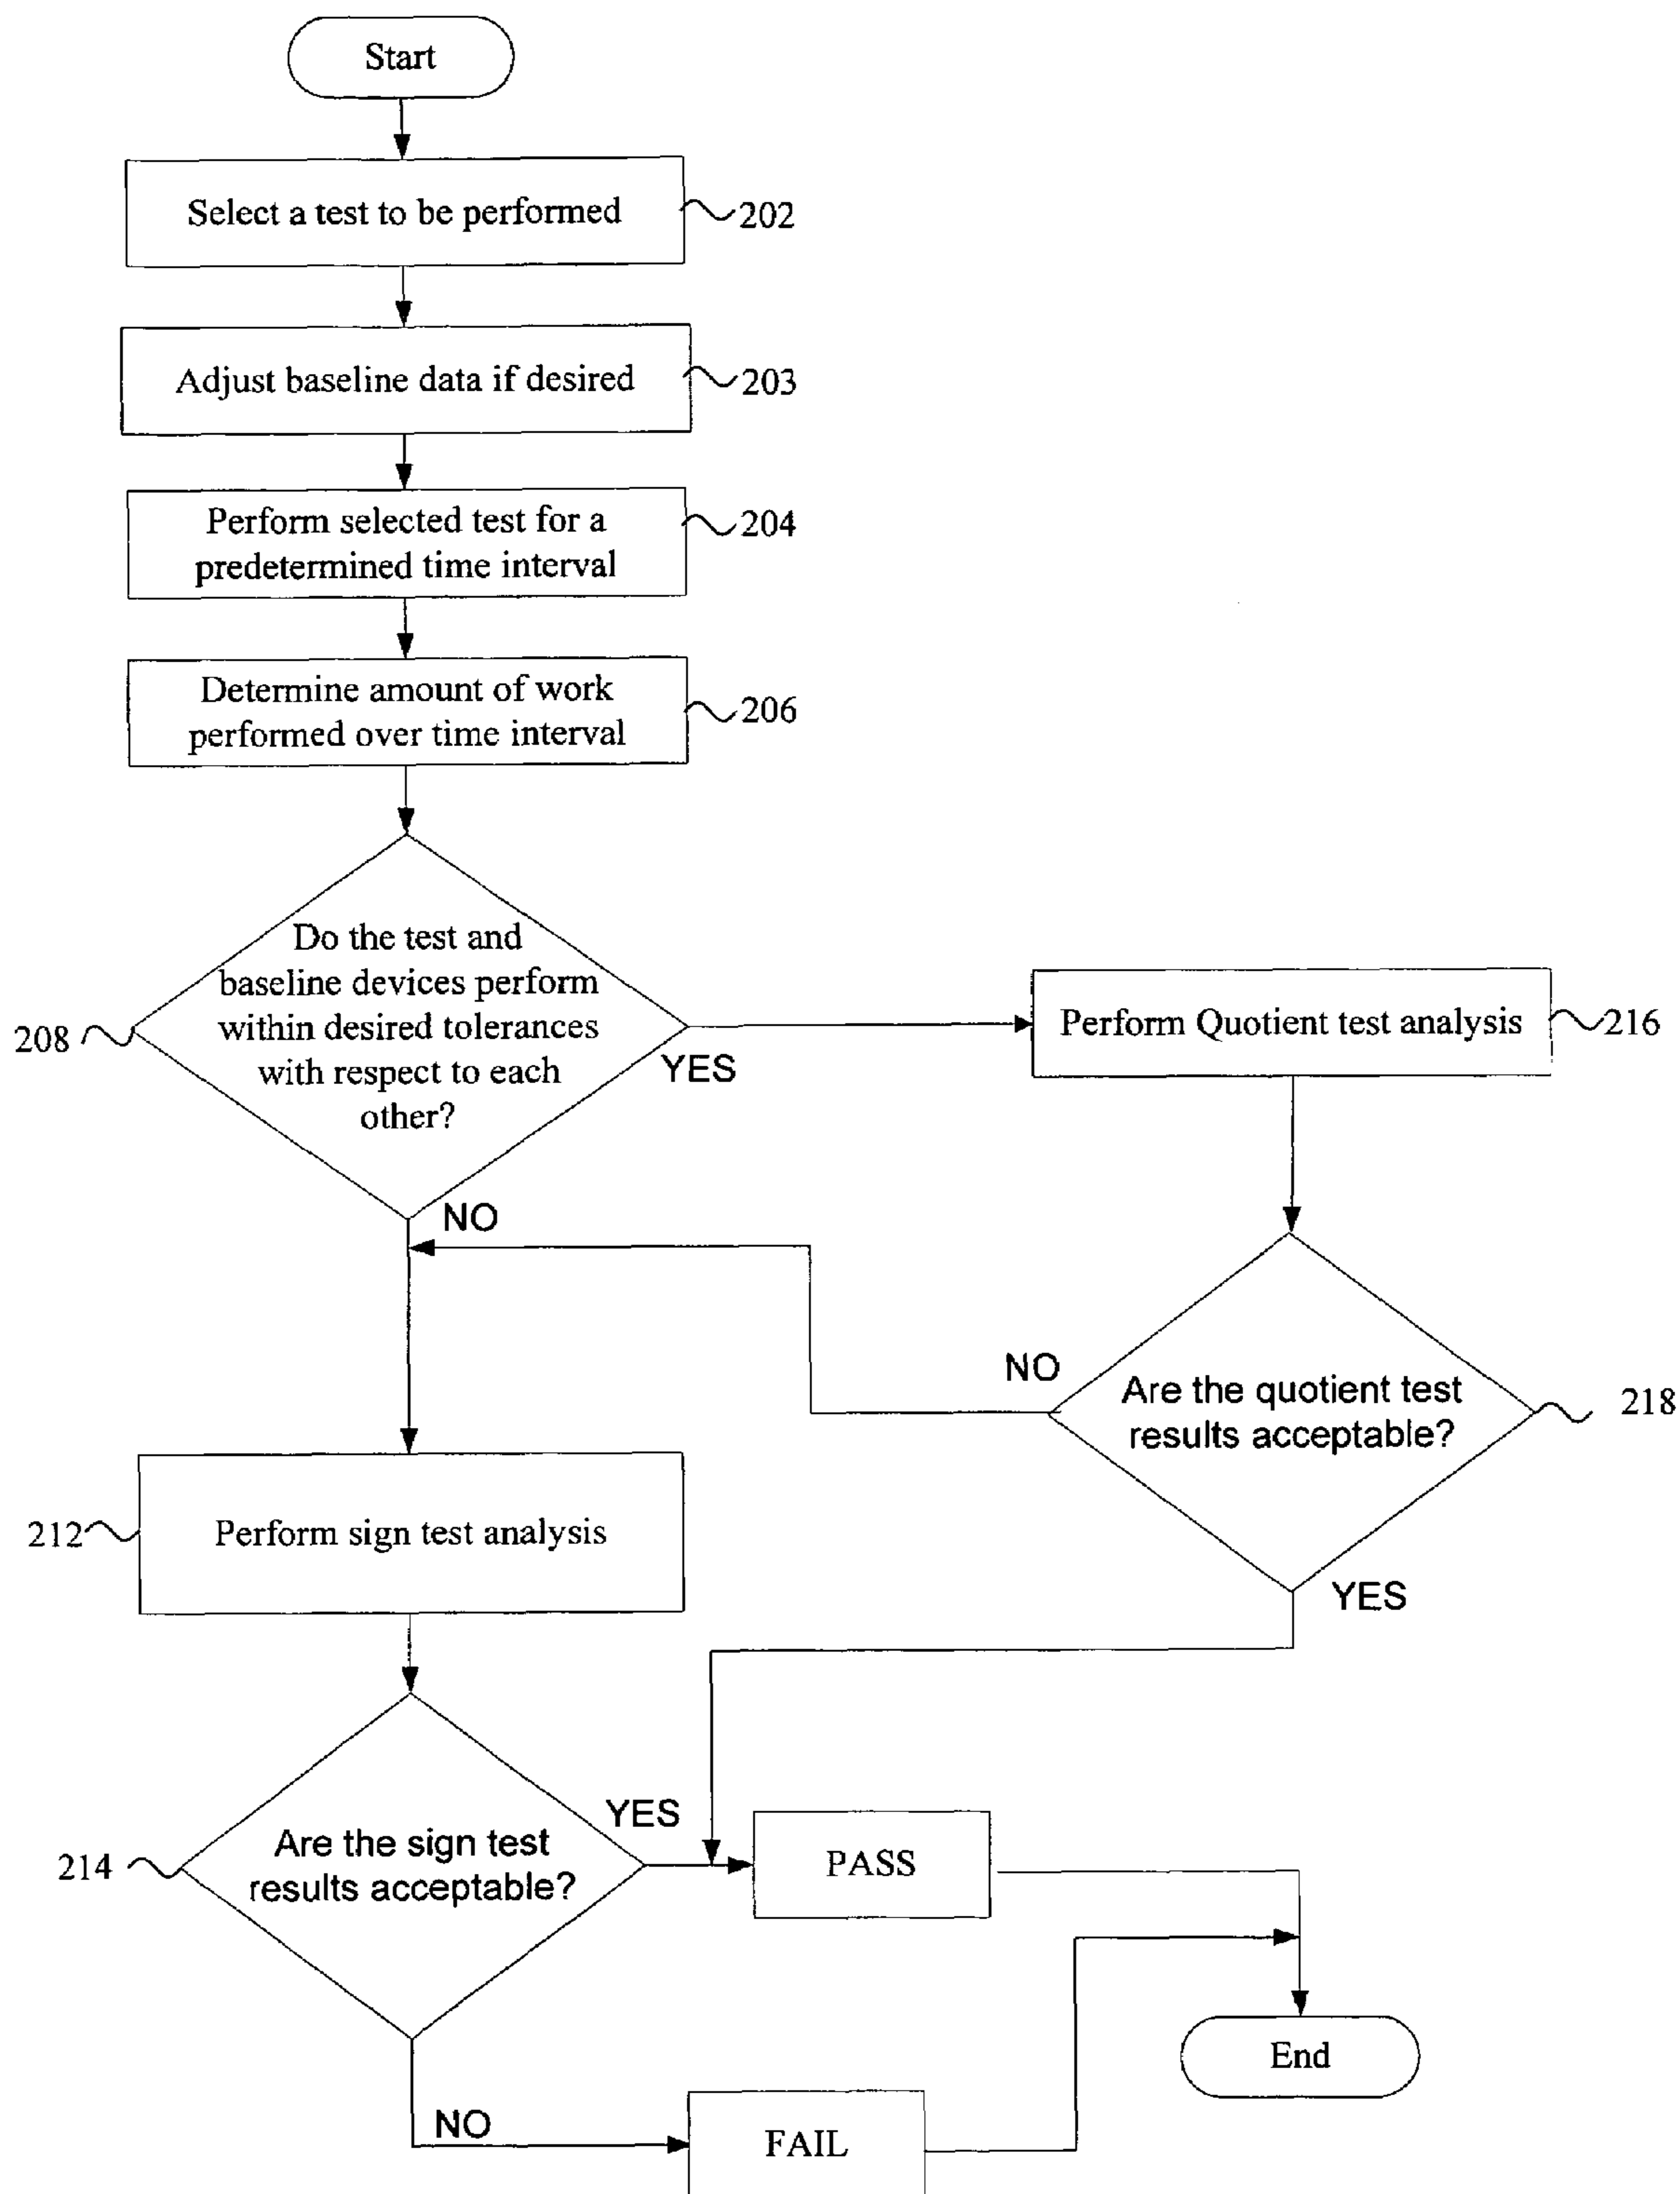 Start
Select a test to be performed
202
Adjust baseline data if desired
203
Perform selected test for a
predetermined time interval
204
Determine amount of work
performed over time interval
206
Do the test and
baseline devices perform
within desired tolerances
with respect to each
other?
208
YES
Perform Quotient test analysis
216
NO
NO
Are the quotient test
results acceptable?
218
YES
212
Perform sign test analysis
YES
214
Are the sign test
results acceptable?
PASS
End
NO
FAIL